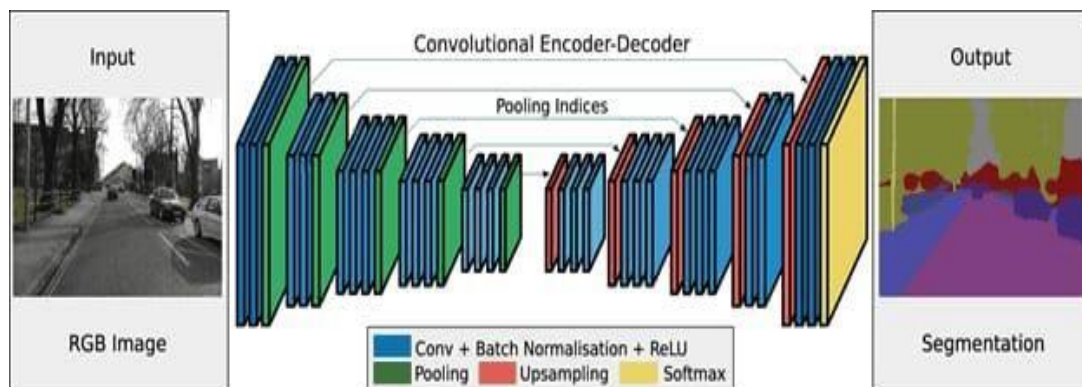 Input
RGB Image
Convolutional Encoder-Decoder
Pooling Indices
Conv + Batch Normalisation + ReLU
Pooling Upsampling Softmax
Output
Segmentation